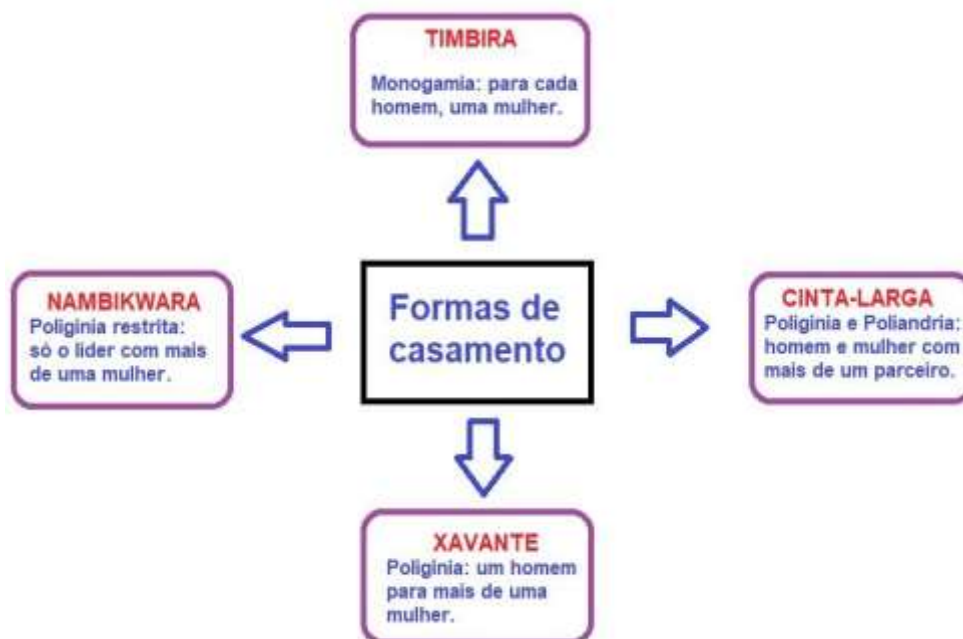 TIMBIRA
Monogamia: para cada
homem, uma mulher.
NAMBIKWARA
Poliginia restrita:
só o lider com mais
de uma mulher.
Formas de
casamento
CINTA-LARGA
Poliginia e Poliandria:
homem e mulher com
mais de um parceiro.
XAVANTE
Poliginia: um homem
para mais de uma
mulher.